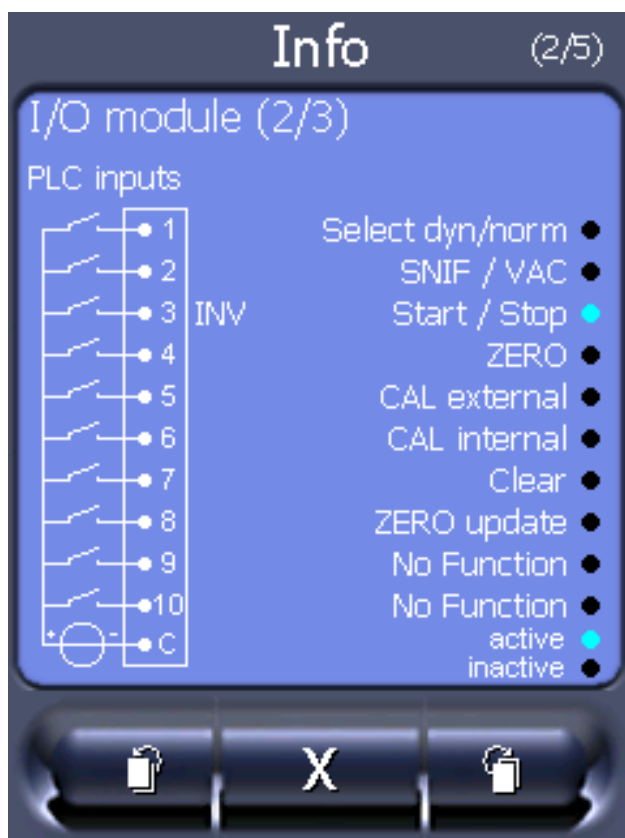 Info (2/5)
I/O module (2/3)
PLC inputs
1 Select dyn/norm
2 SNIF / VAC
3 INV Start / Stop
4 ZERO
5 CAL external
6 CAL internal
7 Clear
8 ZERO update
9 No Function
10 No Function
+ - C active
inactive
X